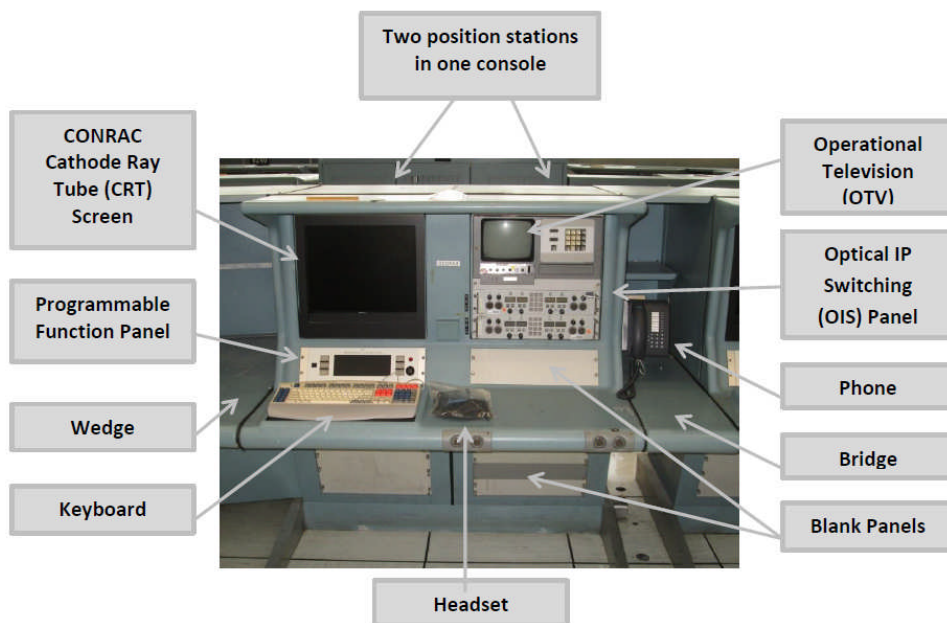 Two position stations
in one console
CONRAC
Cathode Ray
Tube (CRT)
Screen
Operational
Television
(OTV)
Optical IP
Switching
(OIS) Panel
Programmable
Function Panel
Phone
Wedge
Bridge
Keyboard
Blank Panels
Headset